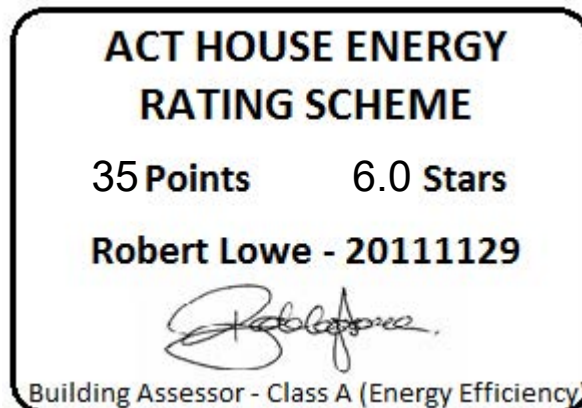 ACT HOUSE ENERGY
RATING SCHEME
35 Points 6.0 Stars
Robert Lowe - 20111129
Building Assessor - Class A (Energy Efficiency)